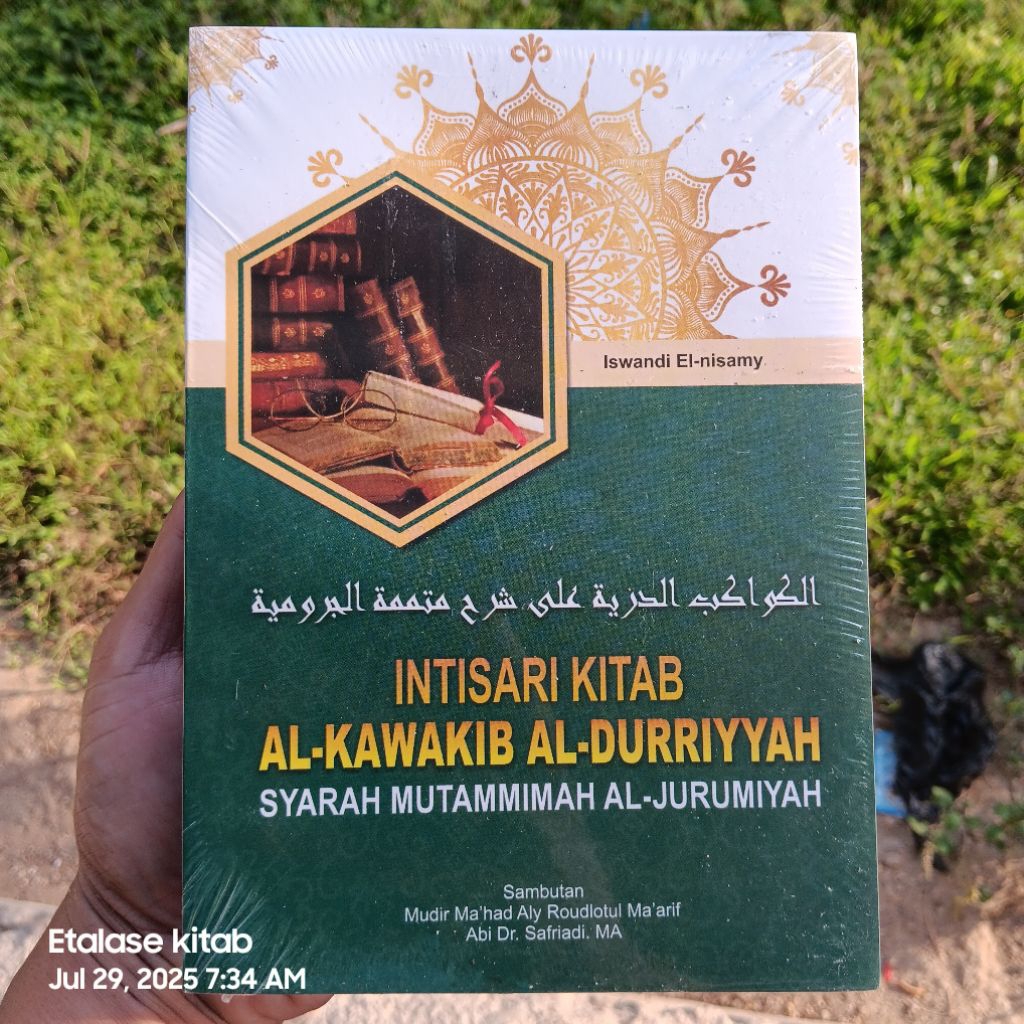 Iswandi El-nisamy
الكواكب الدرية على شرح متممة الجرومية
INTISARI KITAB
AL-KAWAKIB AL-DURRIYYAH
SYARAH MUTAMMIMAH AL-JURUMIYAH
Sambutan
Mudir Ma'had Aly Roudlotul Ma'arif
Abi Dr. Safriadi. MA
Etalase kitab
Jul 29, 2025 7:34 AM